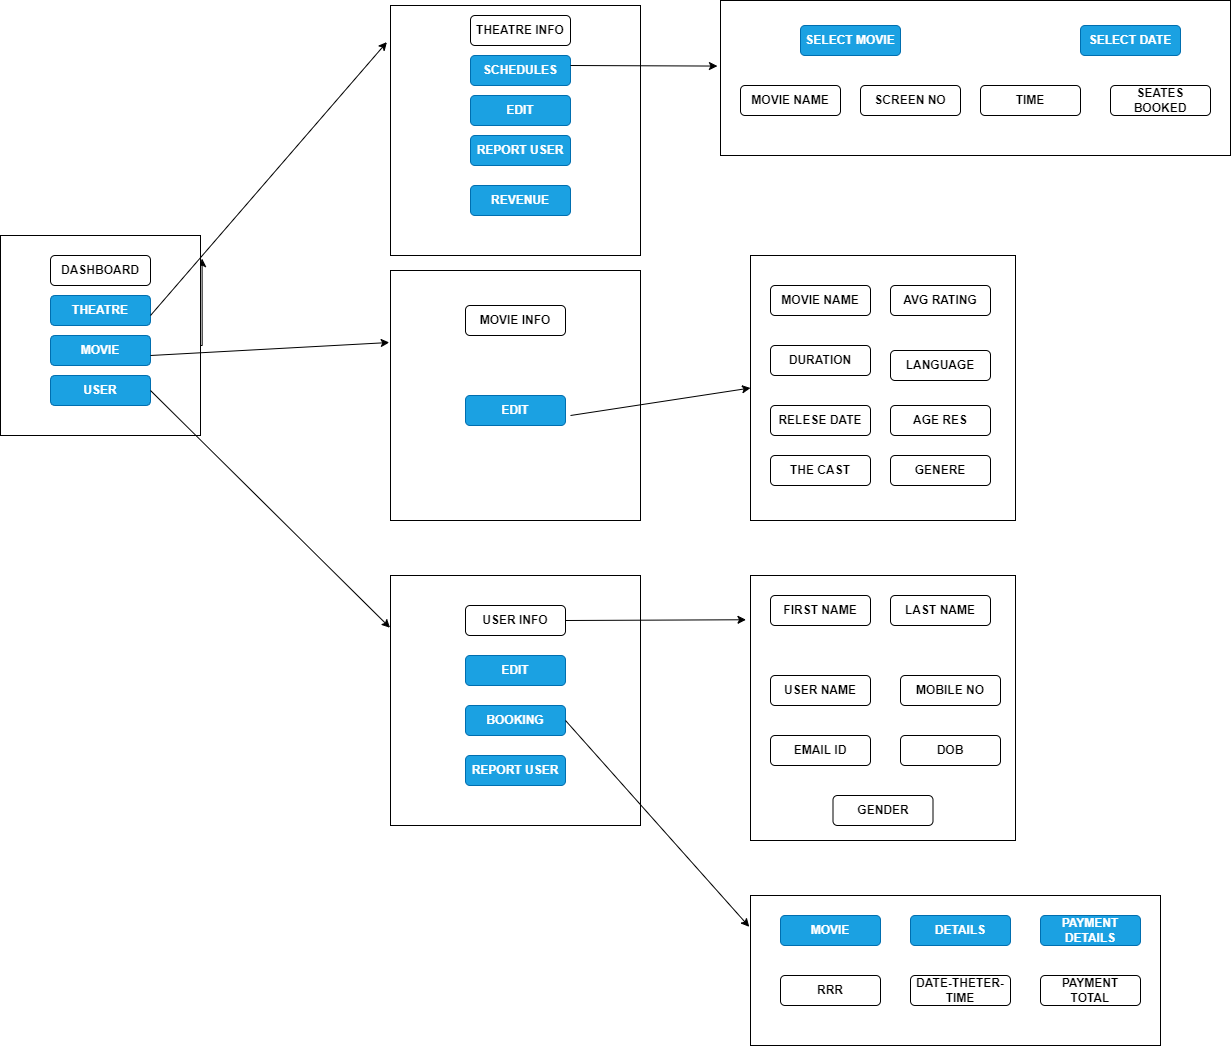 DASHBOARD
THEATRE
MOVIE
USER
THEATRE INFO
SCHEDULES
EDIT
REPORT USER
REVENUE
SELECT MOVIE
SELECT DATE
MOVIE NAME
SCREEN NO
TIME
SEATES
BOOKED
MOVIE INFO
EDIT
MOVIE NAME
AVG RATING
DURATION
LANGUAGE
RELESE DATE
AGE RES
THE CAST
GENERE
USER INFO
EDIT
BOOKING
REPORT USER
FIRST NAME
LAST NAME
USER NAME
MOBILE NO
EMAIL ID
DOB
GENDER
MOVIE
DETAILS
PAYMENT
DETAILS
RRR
DATE-THETER-
TIME
PAYMENT
TOTAL